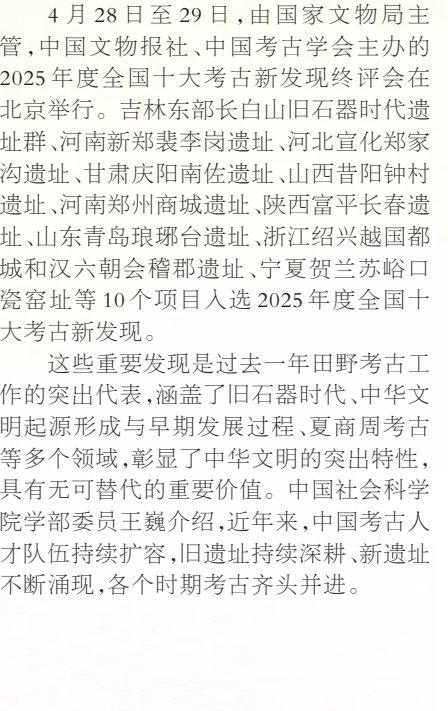 4月28日至29日,由国家文物局主
管,中国文物报社、中国考古学会主办的
2025年度全国十大考古新发现终评会在
北京举行。吉林东部长白山旧石器时代遗
址群、河南新郑裴李岗遗址、河北宣化郑家
沟遗址、甘肃庆阳南佐遗址、山西昔阳钟村
遗址、河南郑州商城遗址、陕西富平长春遗
址、山东青岛琅琊台遗址、浙江绍兴越国都
城和汉六朝会稽郡遗址、宁夏贺兰苏峪口
瓷窑址等10个项目入选2025年度全国十
大考古新发现。
这些重要发现是过去一年田野考古工
作的突出代表,涵盖了旧石器时代、中华文
明起源形成与早期发展过程、夏商周考古
等多个领域,彰显了中华文明的突出特性,
具有无可替代的重要价值。中国社会科学
院学部委员王巍介绍,近年来,中国考古人
才队伍持续扩容,旧遗址持续深耕、新遗址
不断涌现,各个时期考古齐头并进。